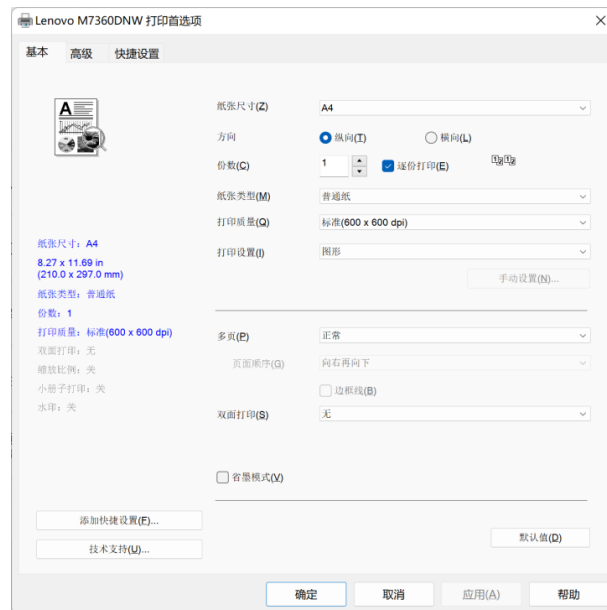 Lenovo M7360DNW 打印首选项
基本 高级 快捷设置
纸张尺寸(Z) A4
方向 纵向(T) 横向(L)
份数(C) 1 逐份打印(E)
纸张类型(M) 普通纸
打印质量(Q) 标准(600 x 600 dpi)
打印设置(I) 图形
手动设置(N)...
纸张尺寸: A4
8.27 x 11.69 in
(210.0 x 297.0 mm)
纸张类型: 普通纸
份数: 1
打印质量: 标准(600 x 600 dpi)
双面打印: 无
缩放比例: 关
小册子打印: 关
水印: 关
多页(P) 正常
页面顺序(G) 向右再向下
边框线(B)
双面打印(S) 无
省墨模式(V)
添加快捷设置(F)...
技术支持(U)...
默认值(D)
确定 取消 应用(A) 帮助